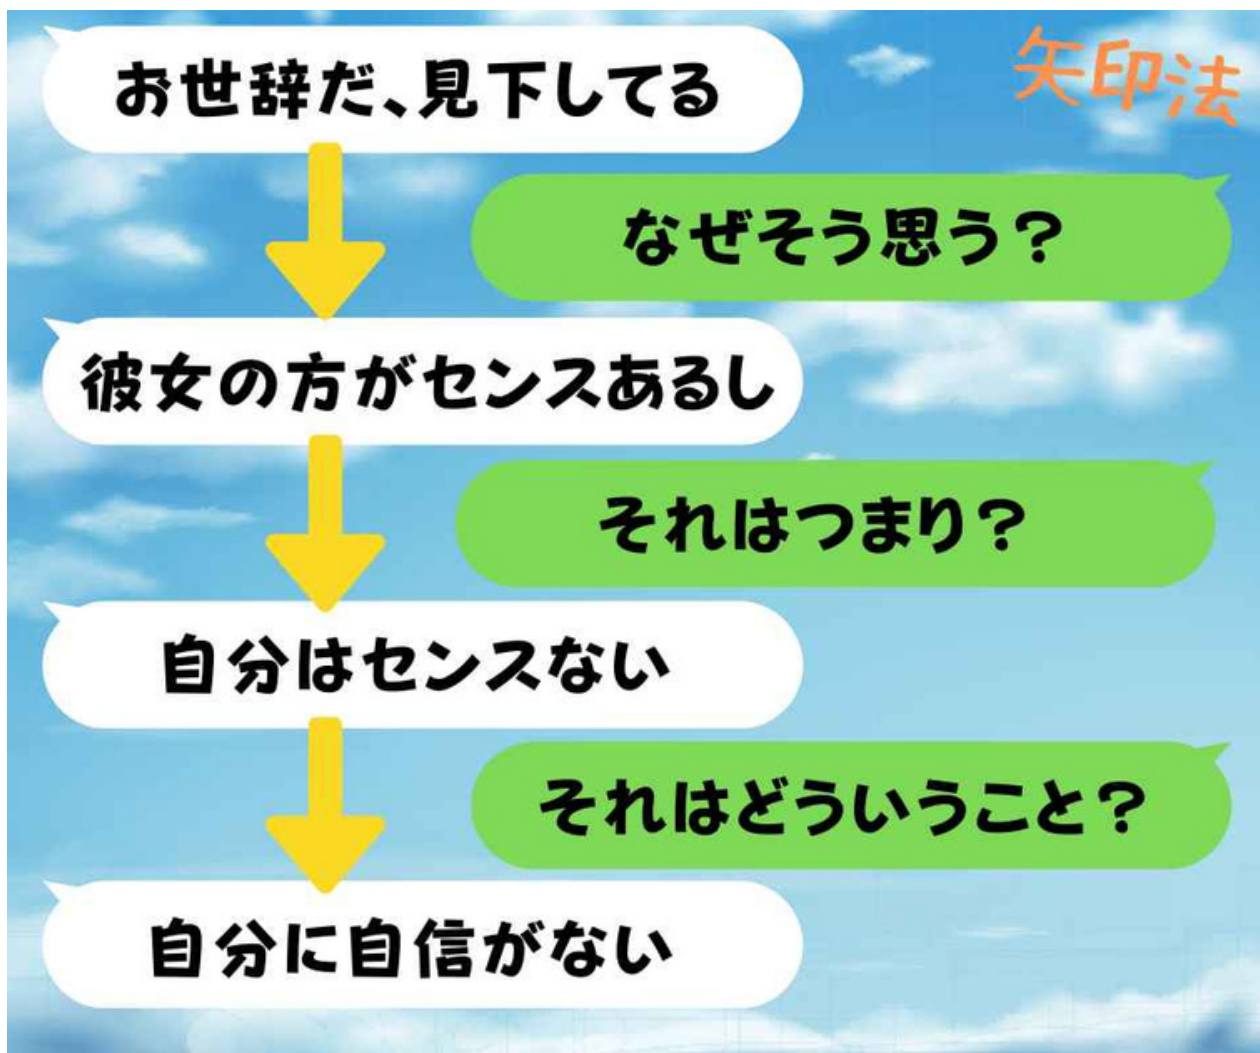 矢印法
お世辞だ、見下してる
なぜそう思う？
彼女の方がセンスあるし
それはつまり？
自分はセンスない
それはどういうこと？
自分に自信がない